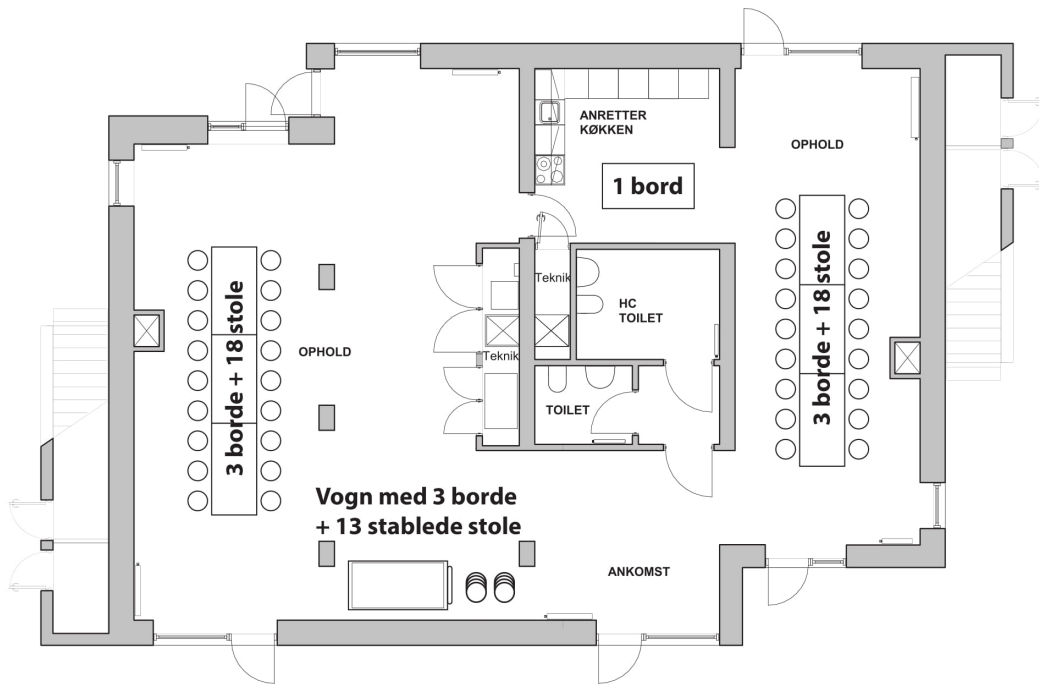 ANRETTER
KØKKEN
OPHOLD
1 bord
3 borde + 18 stole
Teknik
HC
TOILET
3 borde + 18 stole
OPHOLD
Teknik
TOILET
Vogn med 3 borde
+ 13 stablede stole
ANKOMST